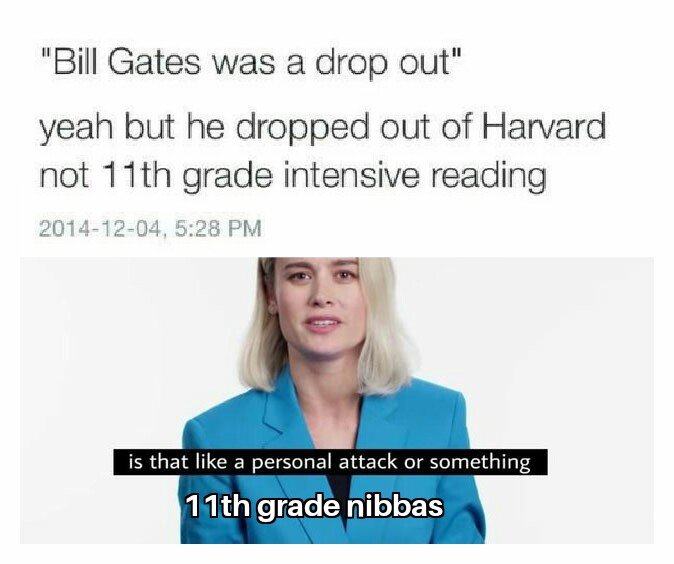 "Bill Gates was a drop out"
yeah but he dropped out of Harvard
not 11th grade intensive reading
2014-12-04, 5:28 PM
is that like a personal attack or something
11th grade nibbas